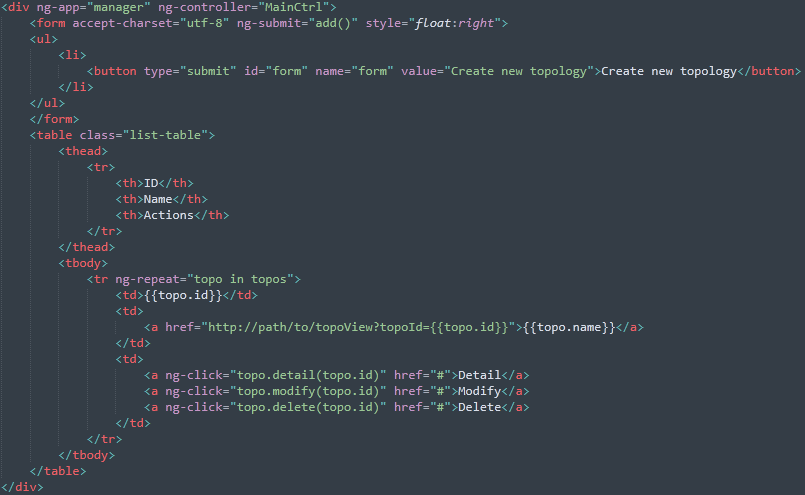 <div ng-app="manager" ng-controller="MainCtrl">
<form accept-charset="utf-8" ng-submit="add()" style="float:right">
<ul>
<li>
<button type="submit" id="form" name="form" value="Create new topology">Create new topology</button>
</li>
</ul>
</form>
<table class="list-table">
<thead>
<tr>
<th>ID</th>
<th>Name</th>
<th>Actions</th>
</tr>
</thead>
<tbody>
<tr ng-repeat="topo in topos">
<td>{{topo.id}}</td>
<td>
<a href="http://path/to/topoView?topoId={{topo.id}}">{{topo.name}}</a>
</td>
<td>
<a ng-click="topo.detail(topo.id)" href="#">Detail</a>
<a ng-click="topo.modify(topo.id)" href="#">Modify</a>
<a ng-click="topo.delete(topo.id)" href="#">Delete</a>
</td>
</tr>
</tbody>
</table>
</div>